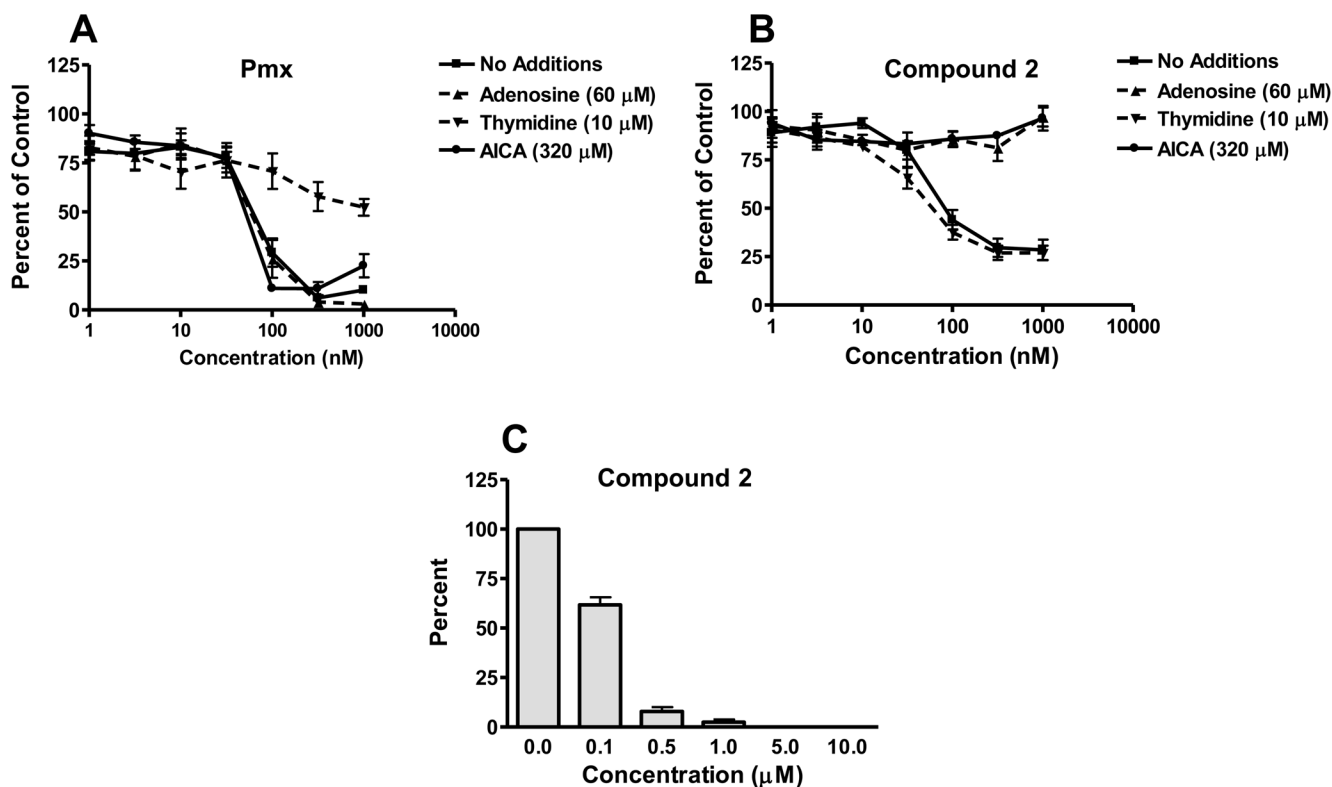 A
Pmx
125
100
75
50
25
0
Percent of Control
1 10 100 1000 10000
Concentration (nM)
No Additions
Adenosine (60 μM)
Thymidine (10 μM)
AICA (320 μM)
B
Compound 2
125
100
75
50
25
0
Percent of Control
1 10 100 1000 10000
Concentration (nM)
No Additions
Adenosine (60 μM)
Thymidine (10 μM)
AICA (320 μM)
C
Compound 2
125
100
75
50
25
0
Percent
0.0 0.1 0.5 1.0 5.0 10.0
Concentration (μM)